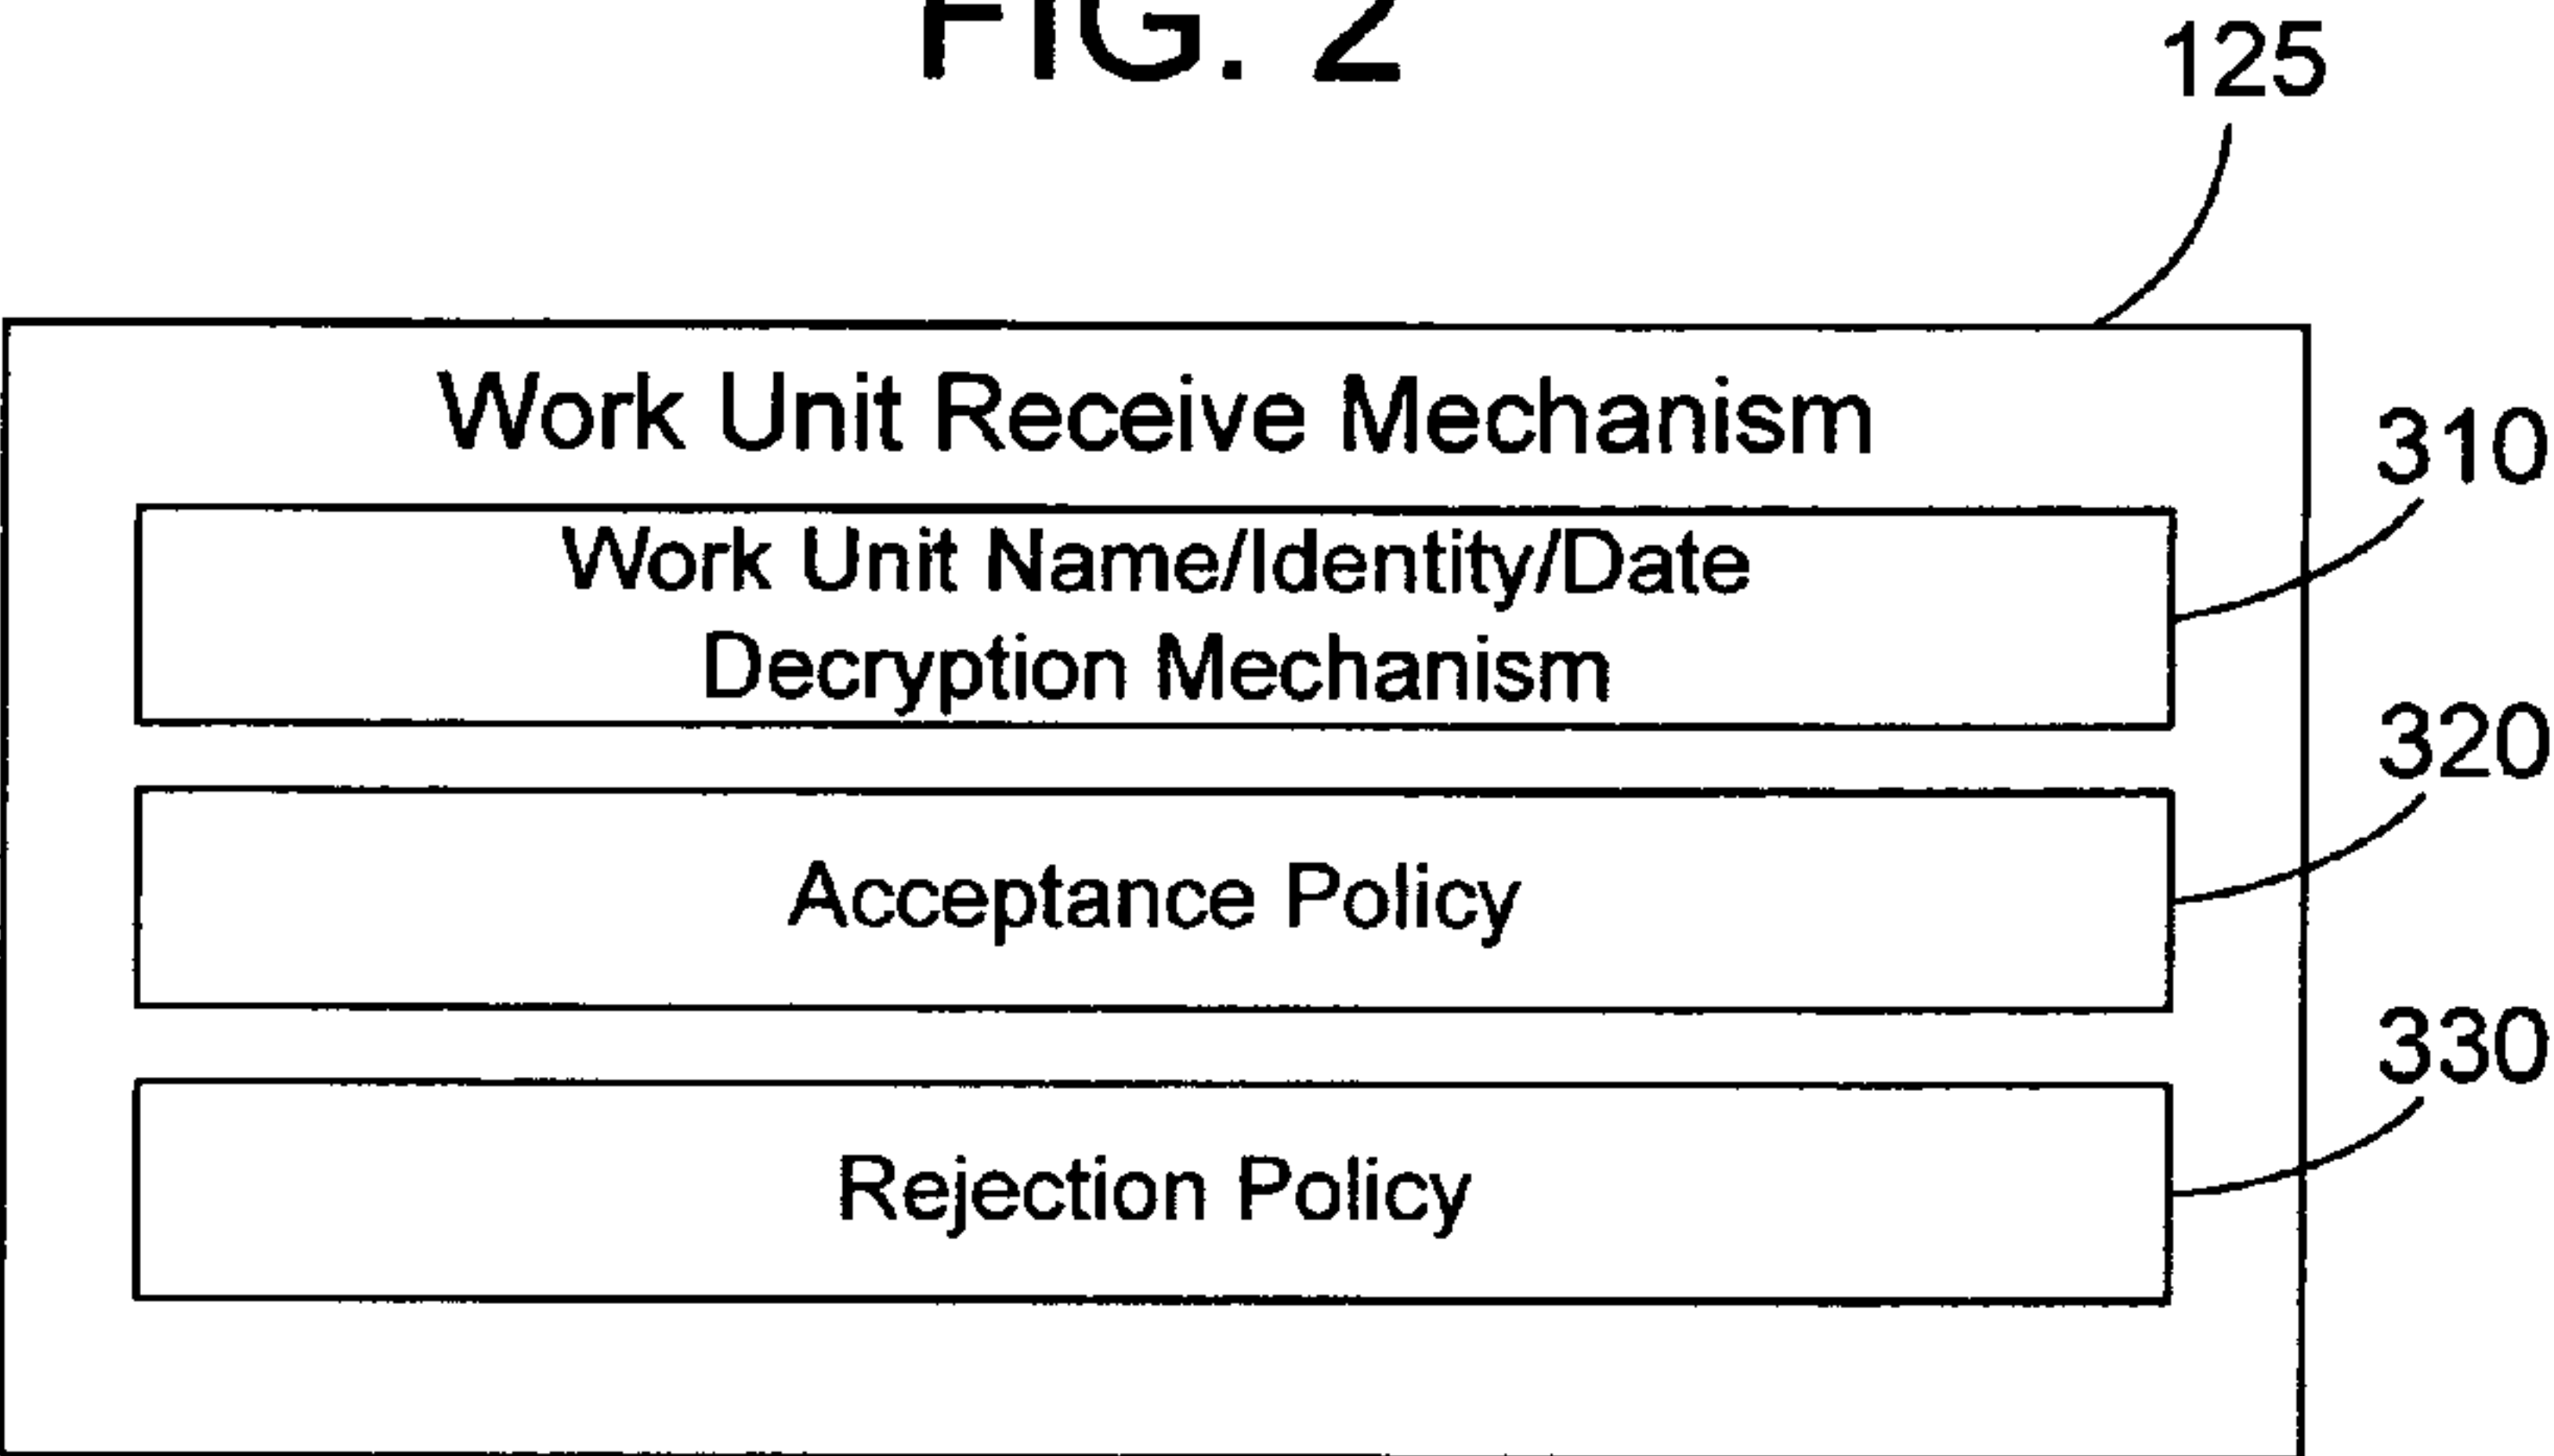 FIG. 2
125
Work Unit Receive Mechanism
310
Work Unit Name/Identity/Date
Decryption Mechanism
320
Acceptance Policy
330
Rejection Policy